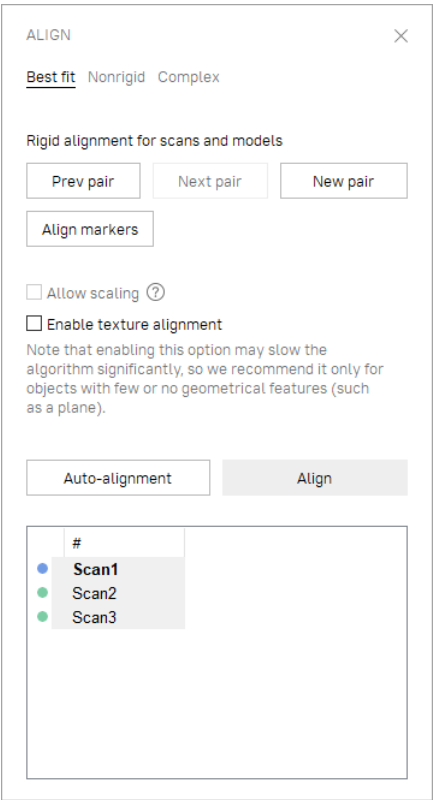 ALIGN
Best fit Nonrigid Complex
Rigid alignment for scans and models
Prev pair Next pair New pair
Align markers
Allow scaling ?
Enable texture alignment
Note that enabling this option may slow the
algorithm significantly, so we recommend it only for
objects with few or no geometrical features (such
as a plane).
Auto-alignment Align
#
Scan1
Scan2
Scan3